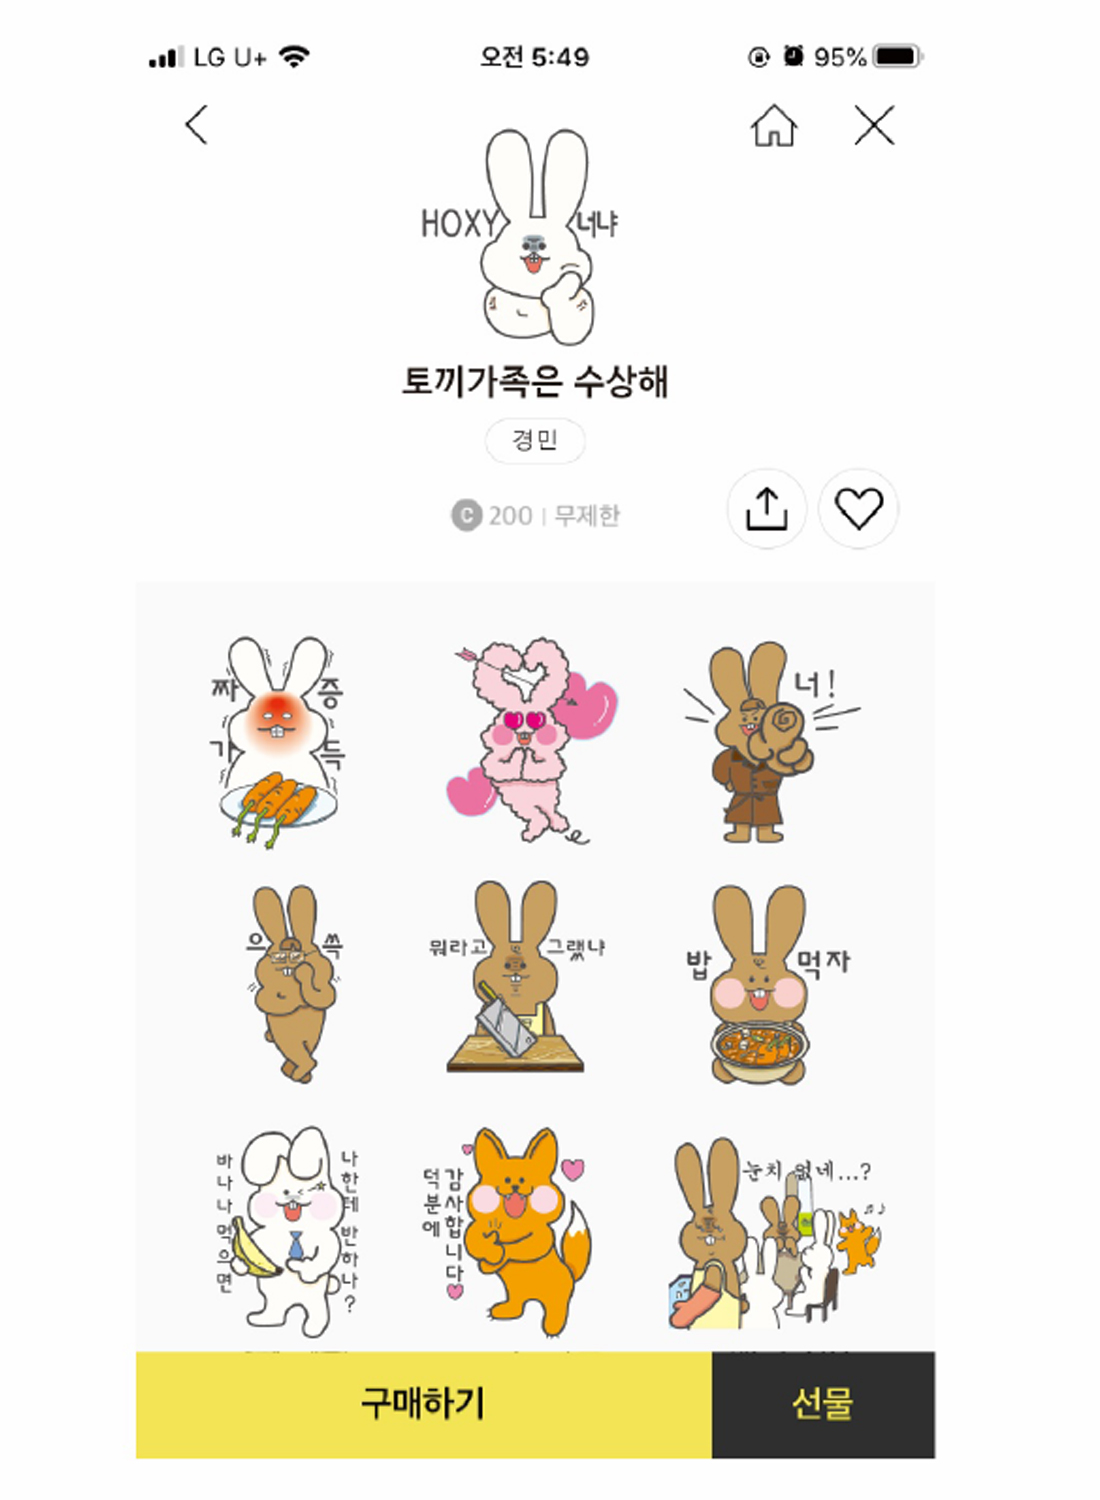 LG U+ 오전 5:49 95%
HOXY 너냐
토끼가족은 수상해
경민
C 200 | 무제한
짜증
가득
너!
으쓱
뭐라고 그랬냐
밥 먹자
바나나 먹으면
나한테 반하나?
감사합니다
덕분에
눈치 없네...?
구매하기 선물